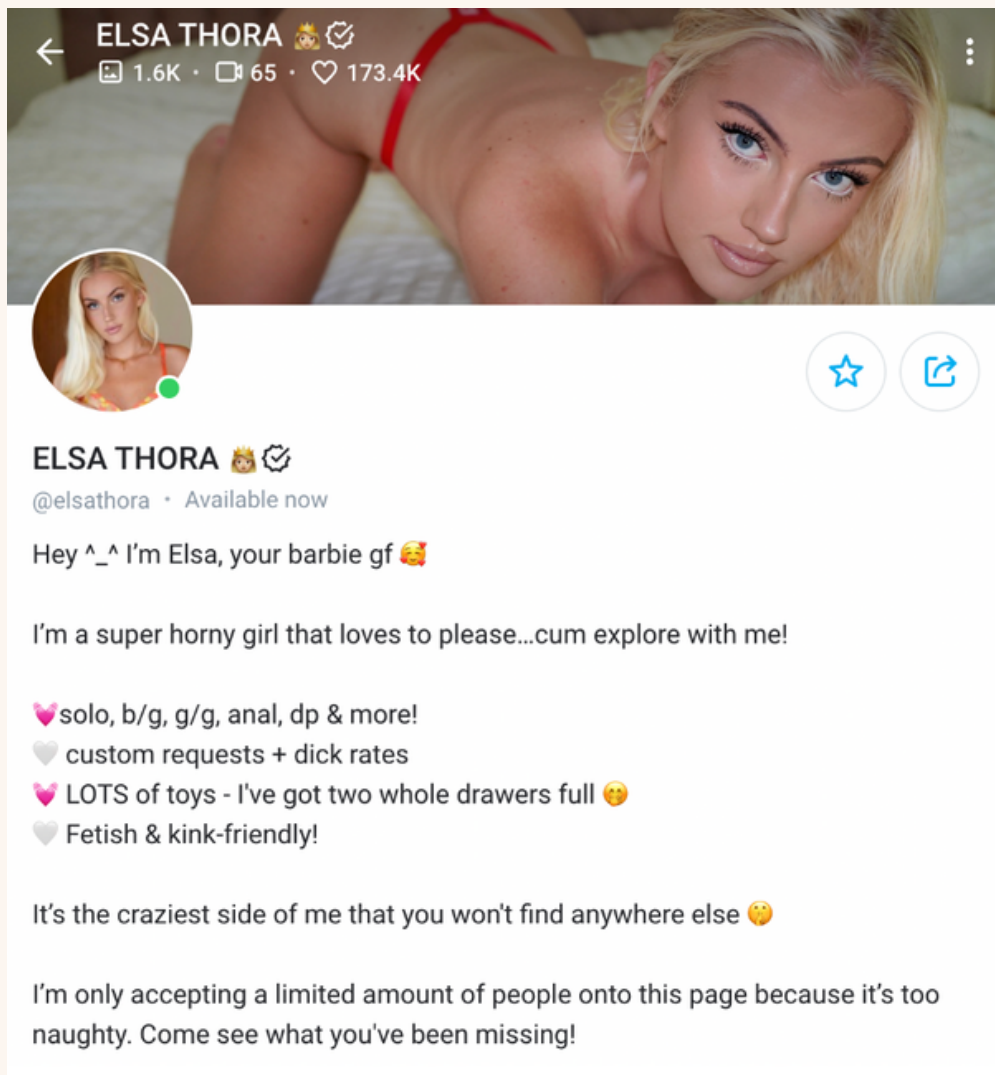 ELSA THORA 👸🏼
1.6K · 65 · 173.4K
ELSA THORA 👸🏼
@elsathora · Available now
Hey ^_^ I’m Elsa, your barbie gf 🥰
I’m a super horny girl that loves to please...cum explore with me!
💓solo, b/g, g/g, anal, dp & more!
🤍 custom requests + dick rates
💓 LOTS of toys - I've got two whole drawers full 🤭
🤍 Fetish & kink-friendly!
It’s the craziest side of me that you won't find anywhere else 🤫
I’m only accepting a limited amount of people onto this page because it’s too
naughty. Come see what you've been missing!